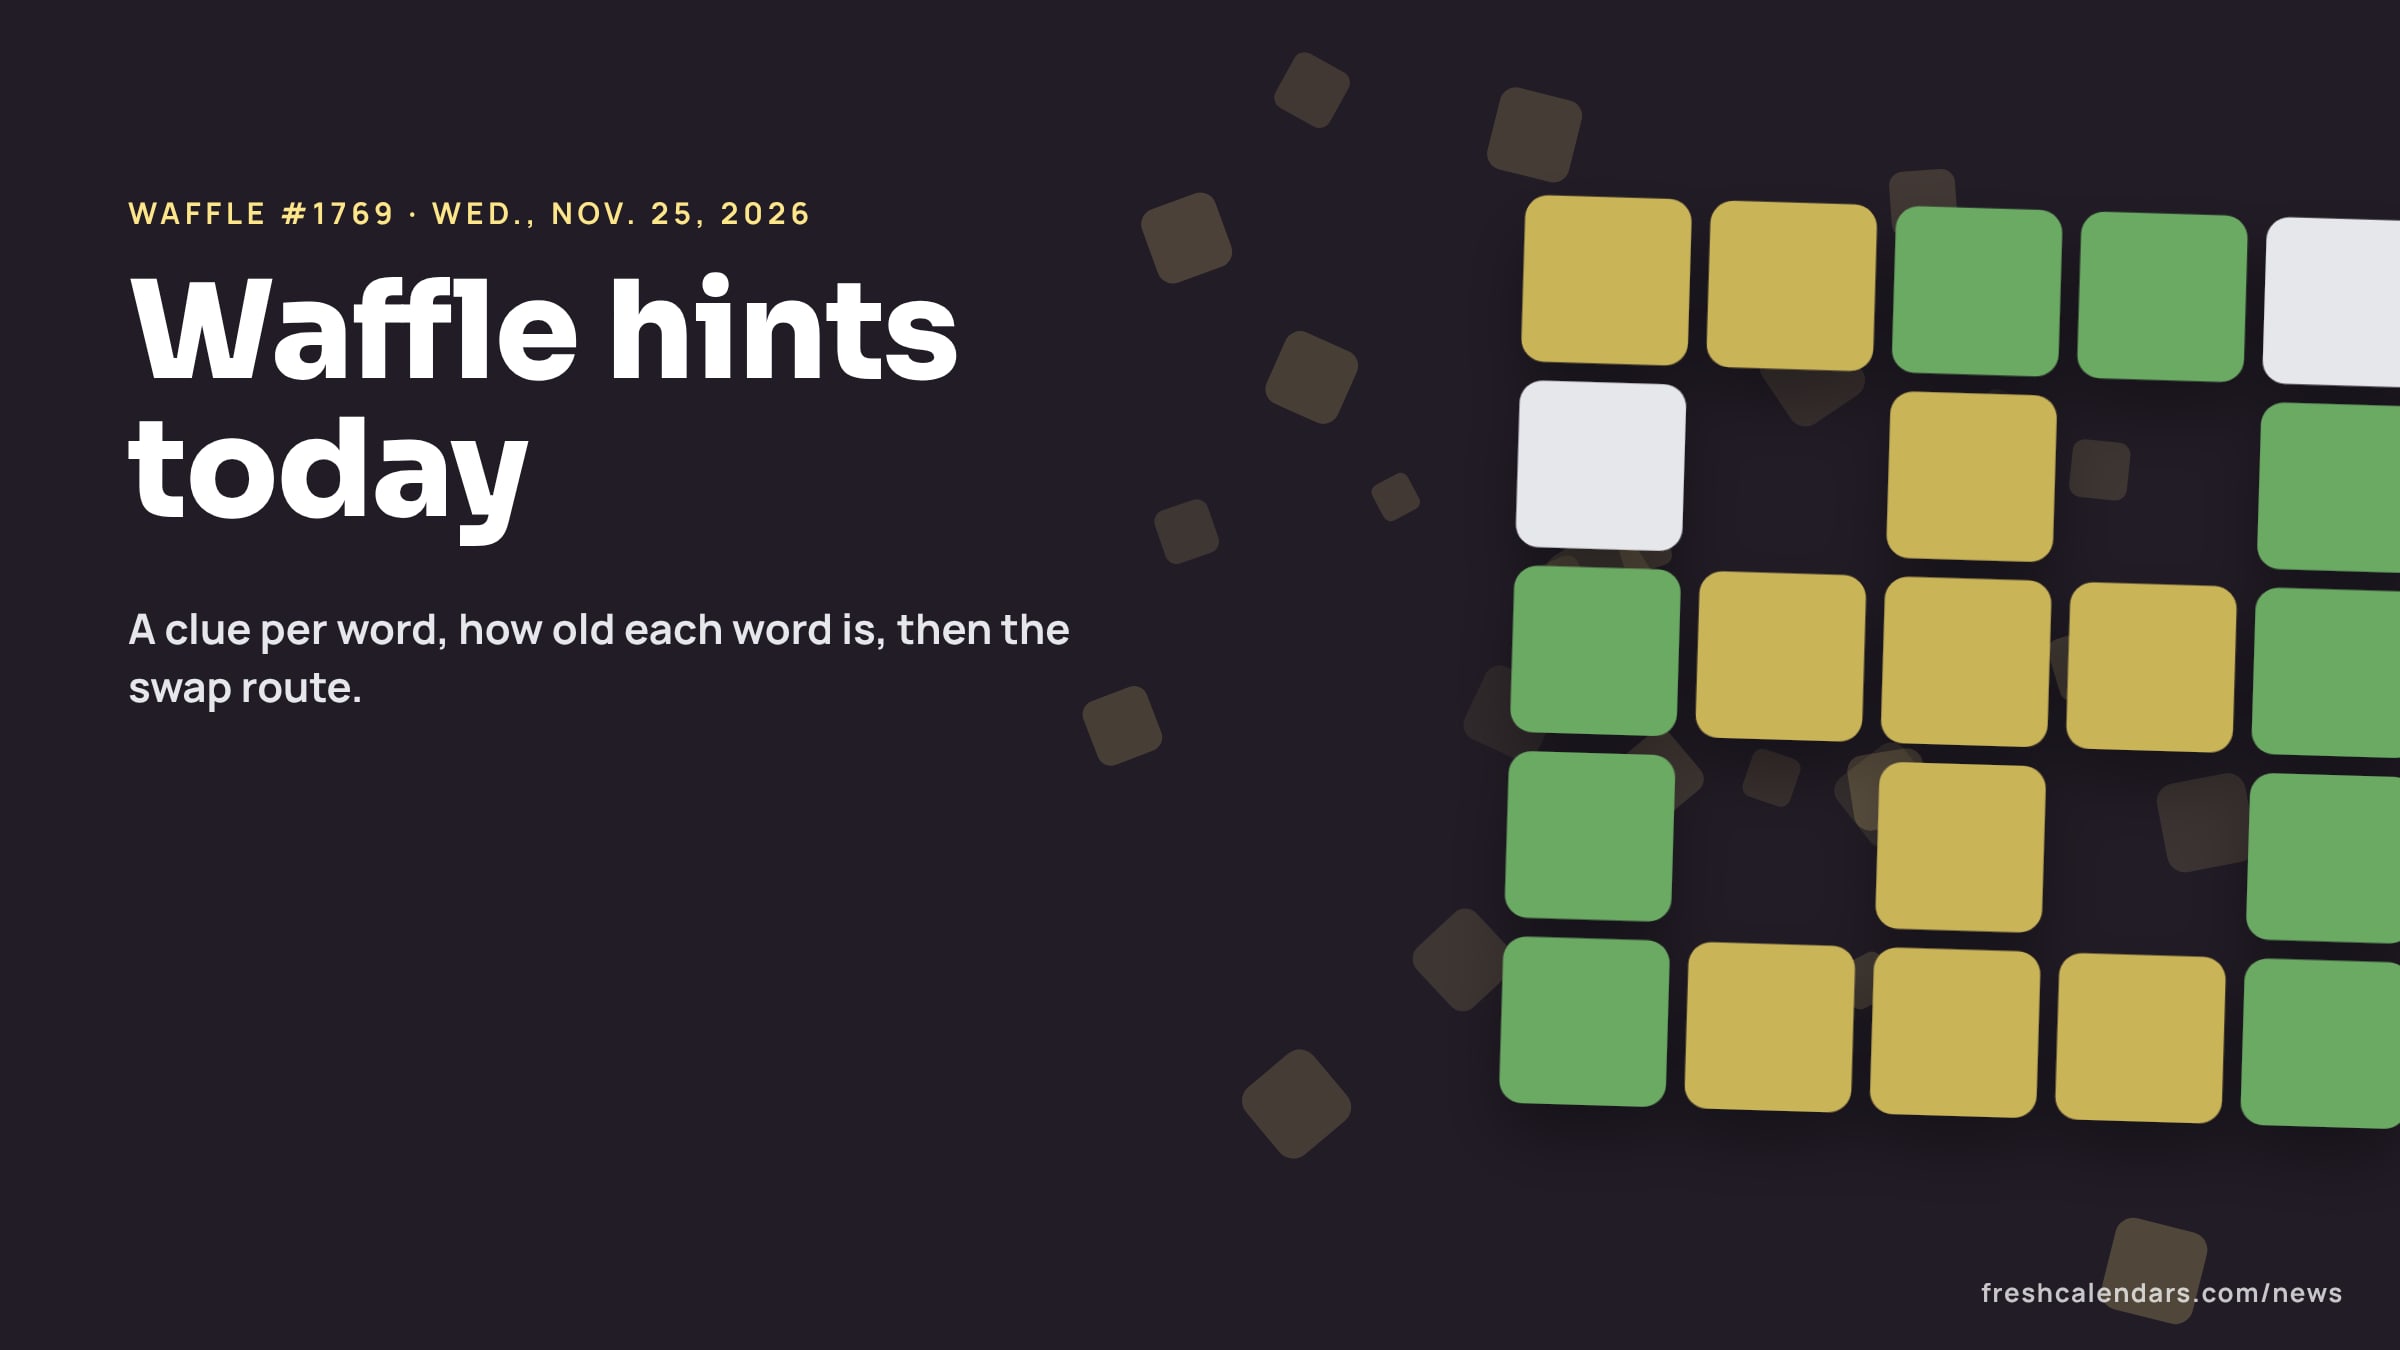 WAFFLE #1769 · WED., NOV. 25, 2026
Waffle hints
today
A clue per word, how old each word is, then the
swap route.
freshcalendars.com/news